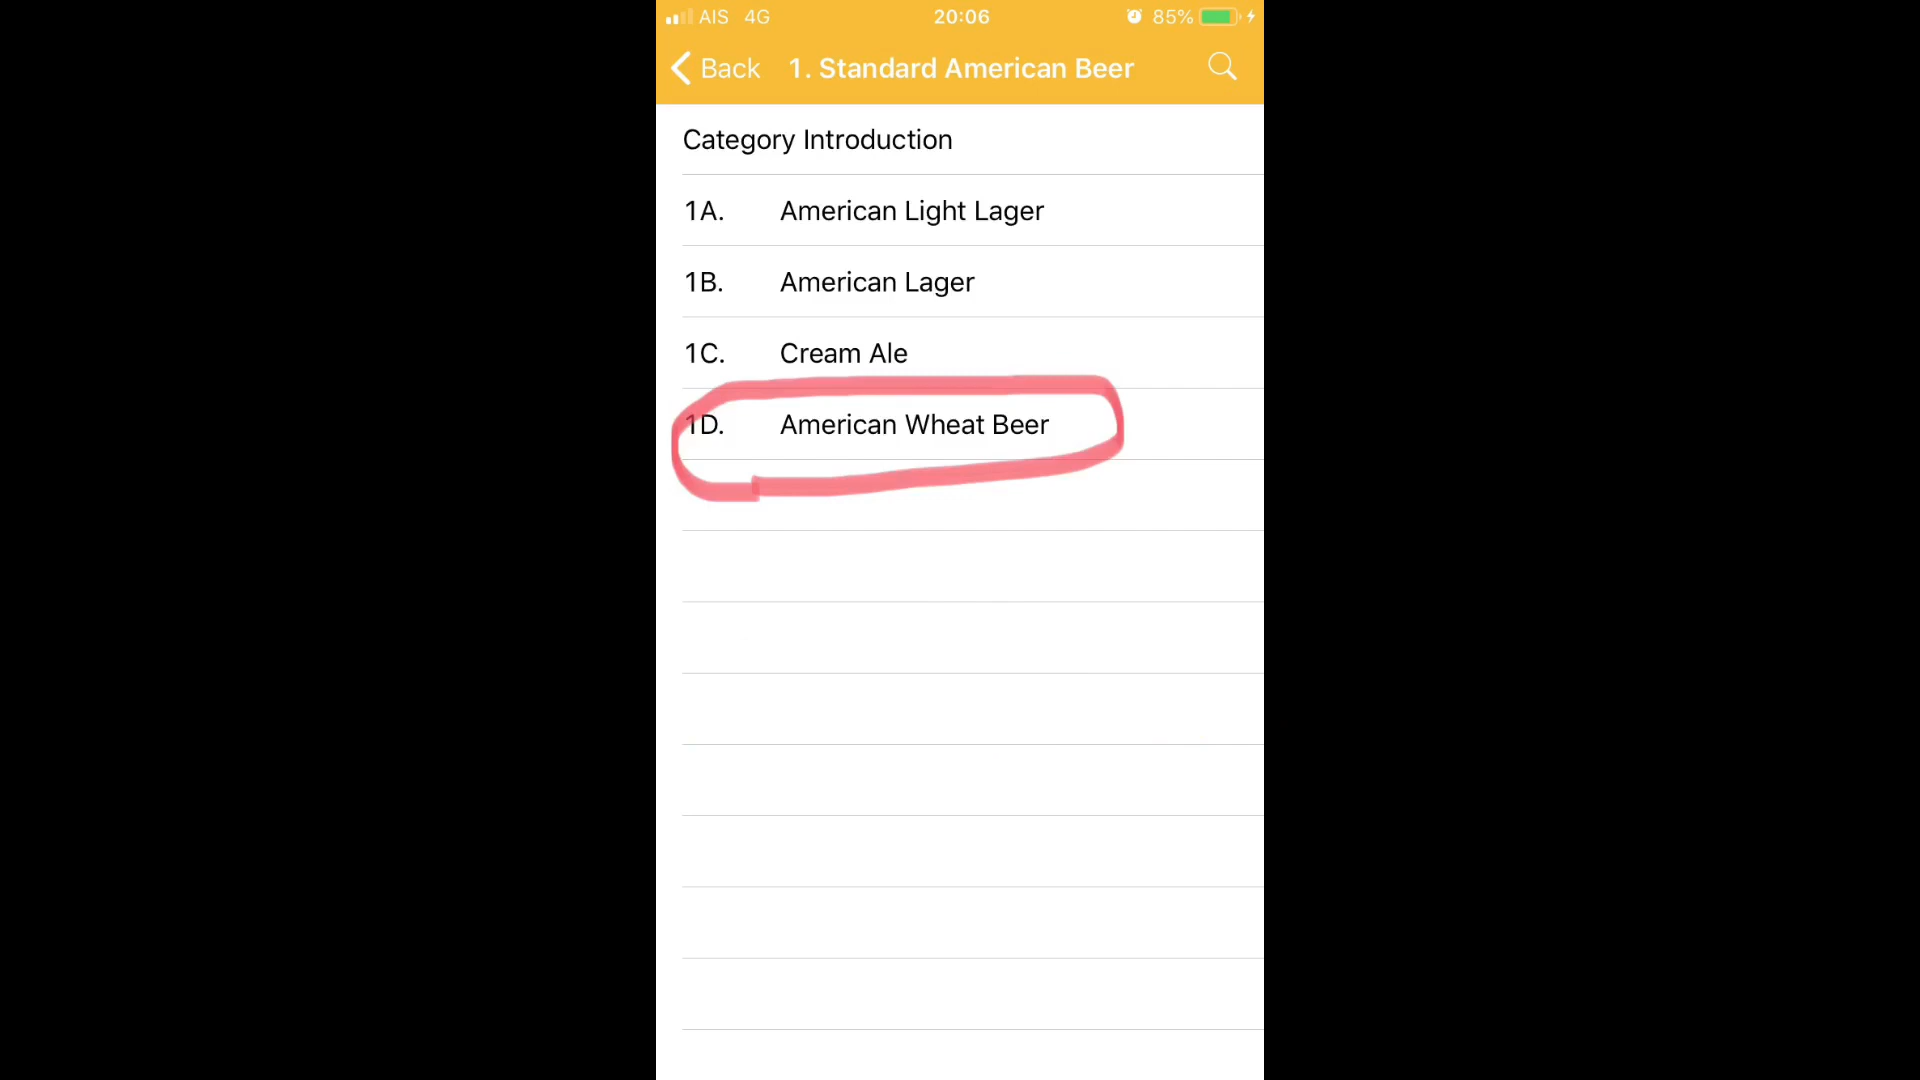 AIS 4G 20:06 85%
Back 1. Standard American Beer
Category Introduction
1A. American Light Lager
1B. American Lager
1C. Cream Ale
1D. American Wheat Beer